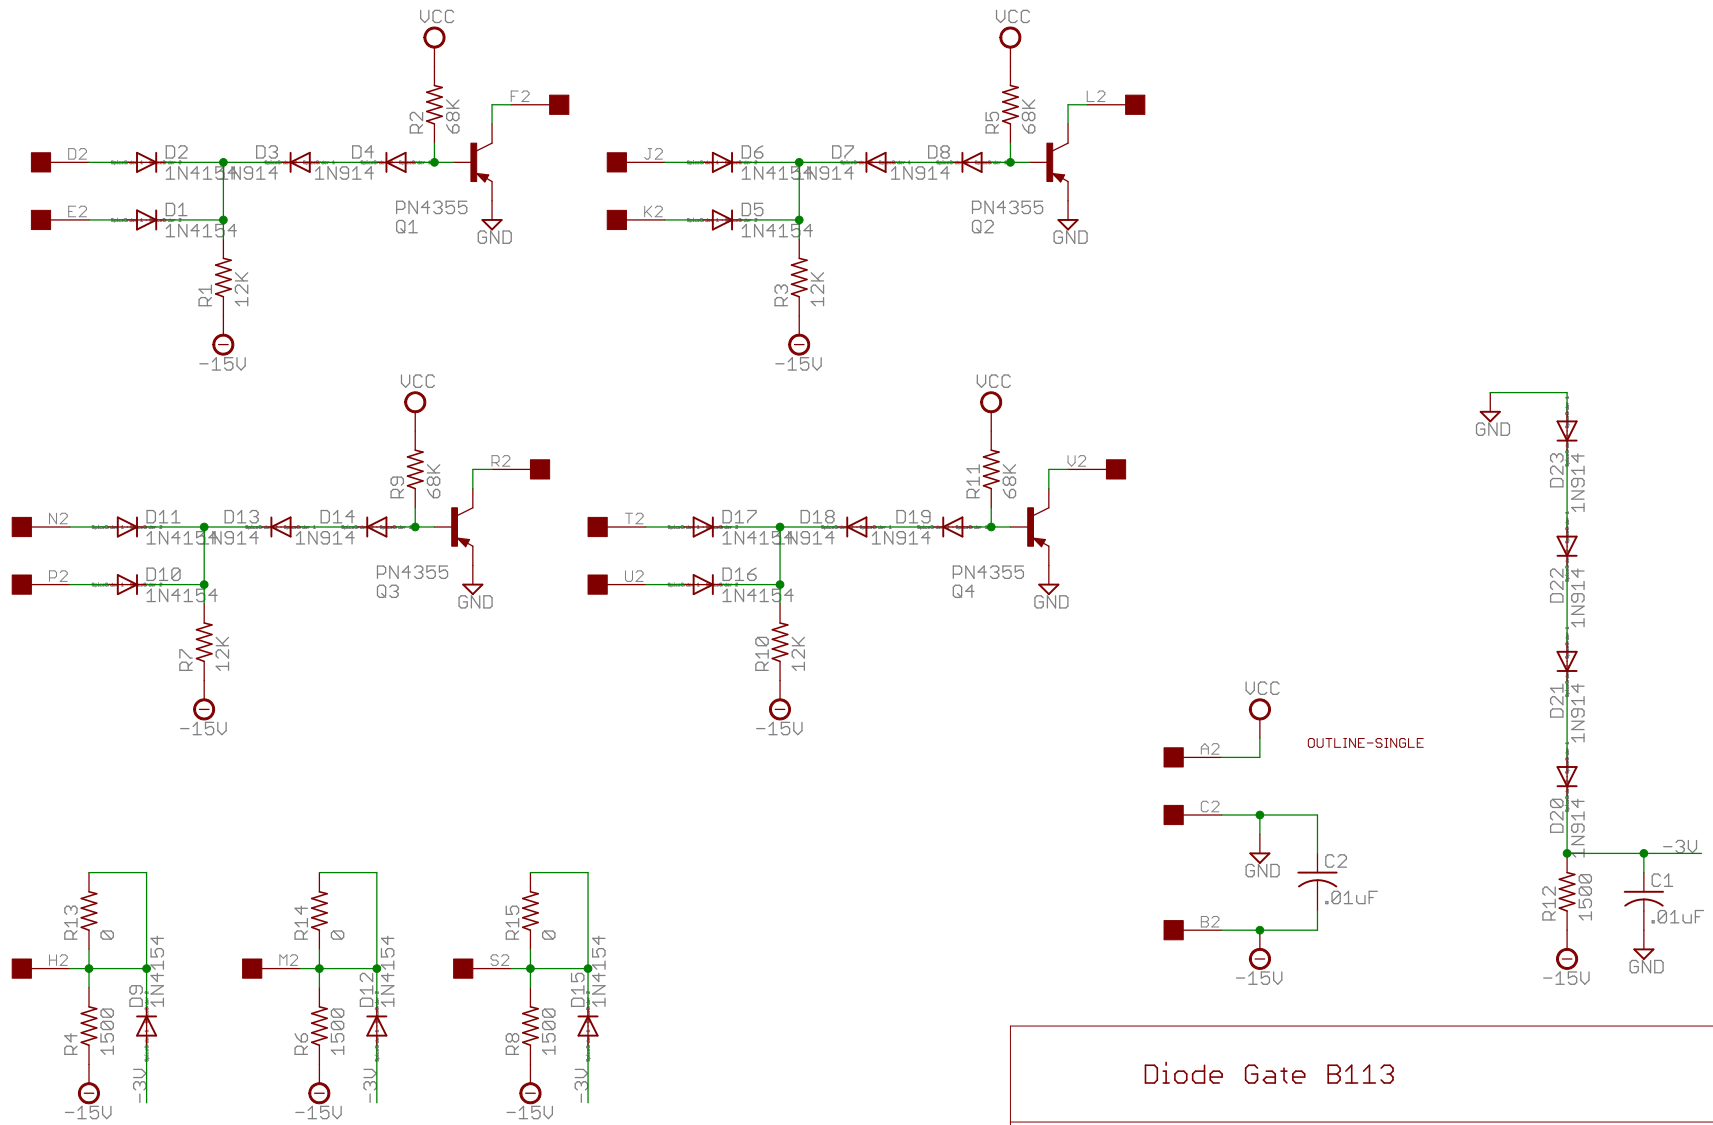 VCC
VCC
F2
L2
R2
68K
R5
68K
D2
D2
1N4154
D3
1N914
D4
1N914
J2
D6
1N4154
D7
1N914
D8
1N914
E2
D1
1N4154
PN4355
Q1
GND
K2
D5
1N4154
PN4355
Q2
GND
R1
12K
R3
12K
-15V
-15V
VCC
VCC
R2
V2
R9
68K
R11
68K
N2
D11
1N4154
D13
1N914
D14
1N914
T2
D17
1N4154
D18
1N914
D19
1N914
P2
D10
1N4154
PN4355
Q3
GND
U2
D16
1N4154
PN4355
Q4
GND
R7
12K
R10
12K
-15V
-15V
GND
D23
1N914
D22
1N914
D21
1N914
D20
1N914
-3V
R12
1500
C1
.01uF
-15V
GND
VCC
A2
OUTLINE-SINGLE
C2
GND
C2
.01uF
B2
-15V
R13
0
H2
D9
1N4154
R4
1500
-3V
-15V
R14
0
M2
D12
1N4154
R6
1500
-3V
-15V
R15
0
S2
D15
1N4154
R8
1500
-3V
-15V
Diode Gate B113